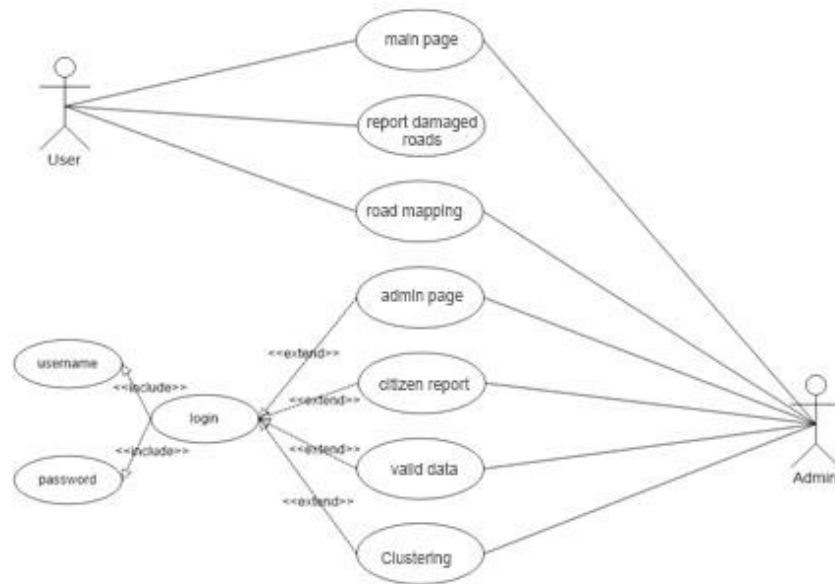 main page
report damaged
roads
User
road mapping
admin page
<<extend>>
username
<<include>>
citizen report
<<extend>>
login
<<include>>
<<extend>>
valid data
password
Admin
<<extend>>
Clustering